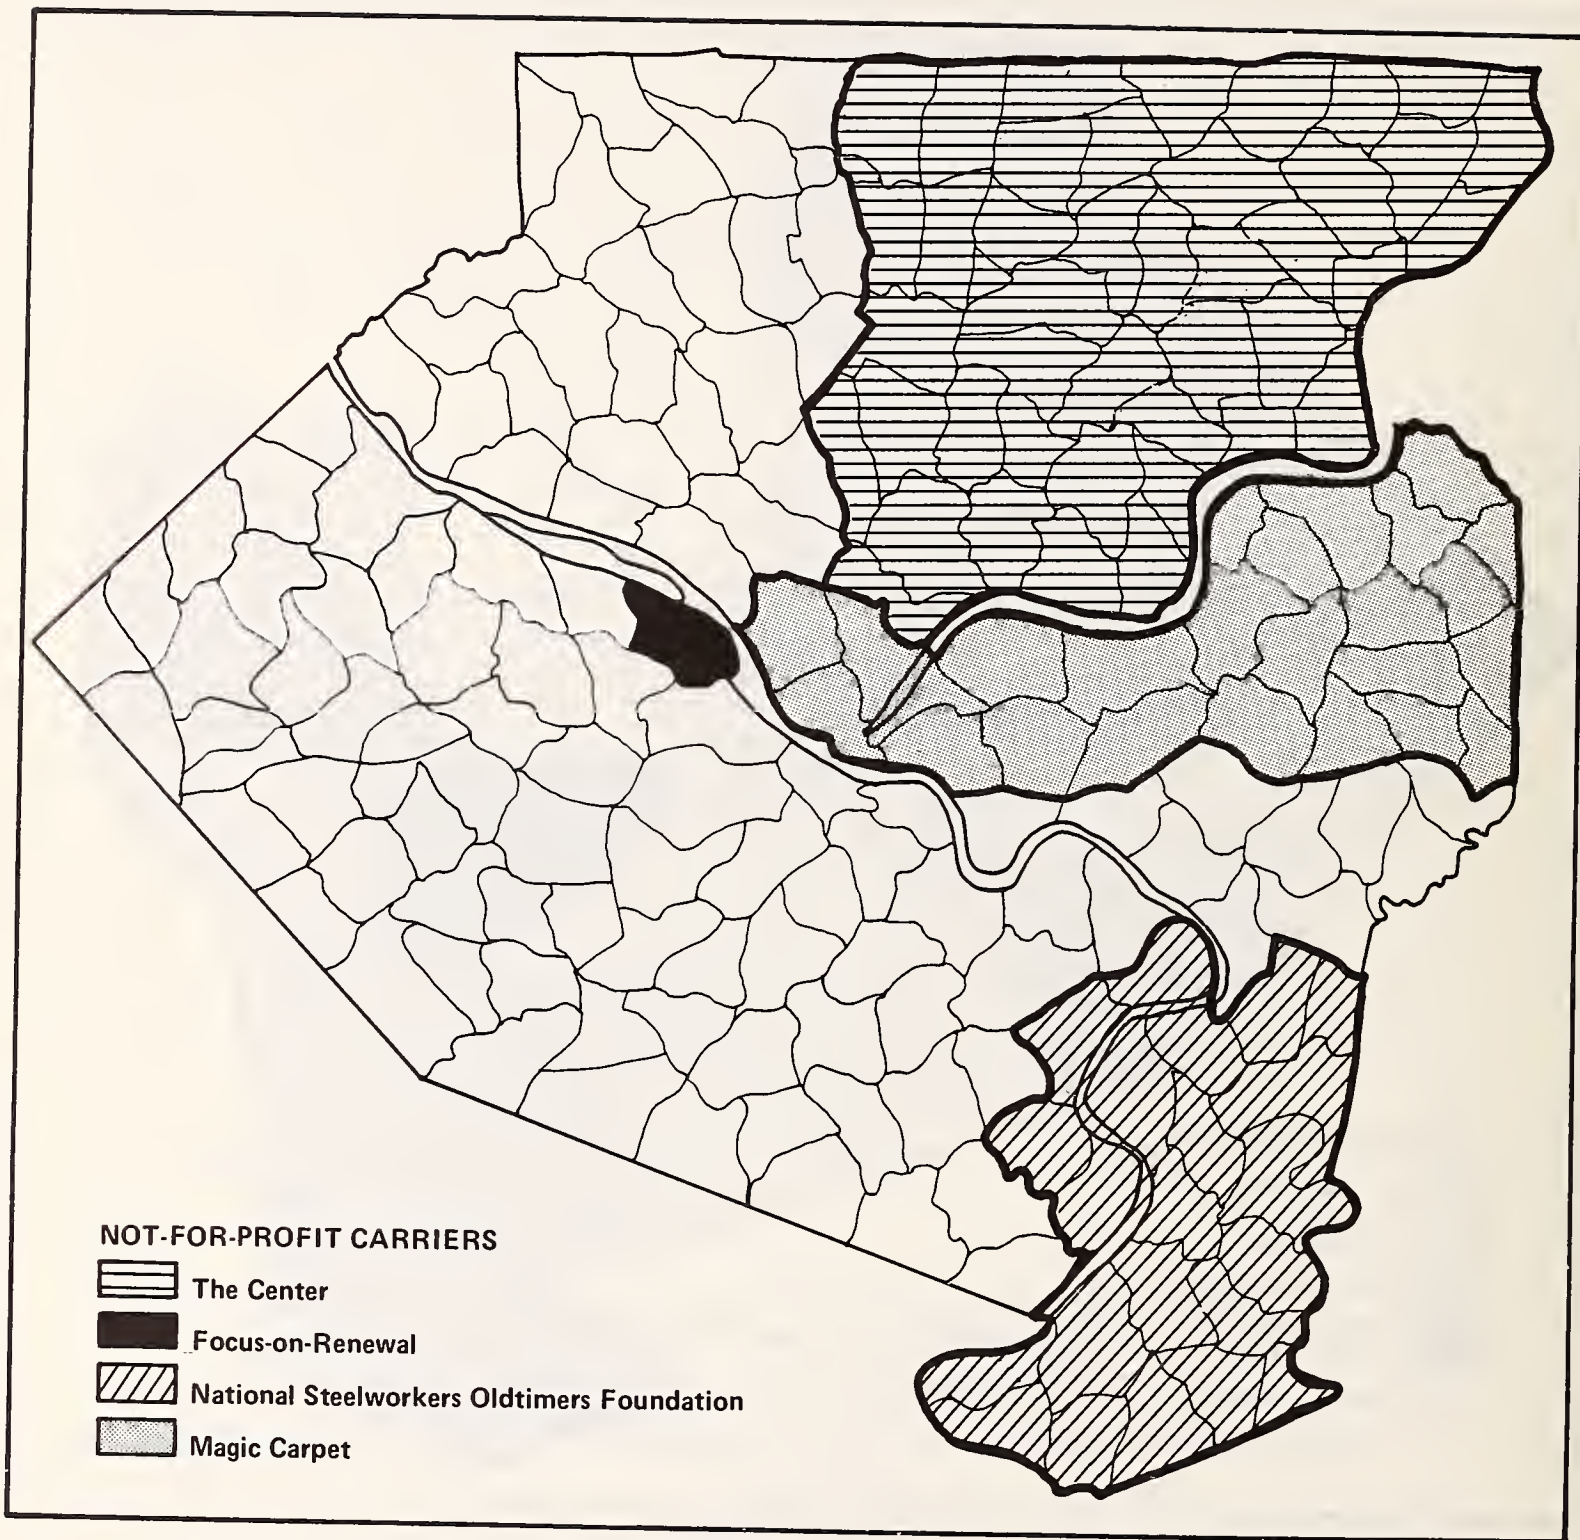 NOT-FOR-PROFIT CARRIERS
The Center
Focus-on-Renewal
National Steelworkers Oldtimers Foundation
Magic Carpet